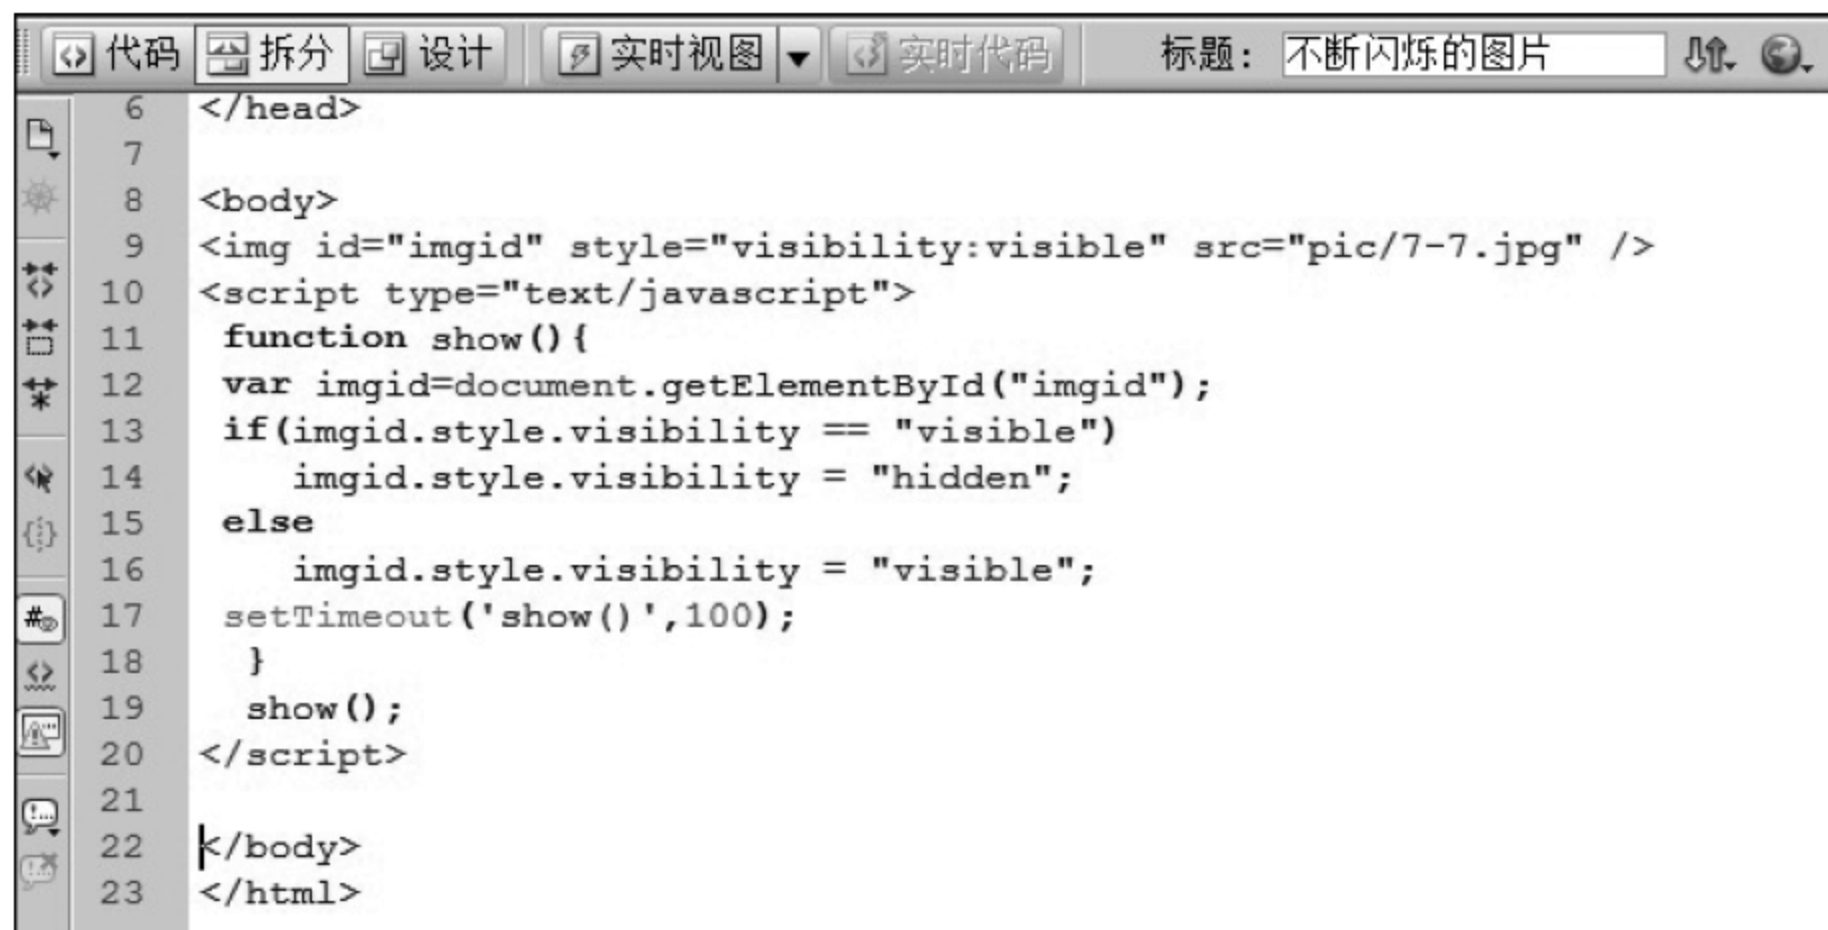 代码 拆分 设计 实时视图 实时代码 标题: 不断闪烁的图片
6 </head>
7
8 <body>
9 <img id="imgid" style="visibility:visible" src="pic/7-7.jpg" />
10 <script type="text/javascript">
11 function show(){
12 var imgid=document.getElementById("imgid");
13 if(imgid.style.visibility == "visible")
14 imgid.style.visibility = "hidden";
15 else
16 imgid.style.visibility = "visible";
17 setTimeout('show()',100);
18 }
19 show();
20 </script>
21
22 </body>
23 </html>